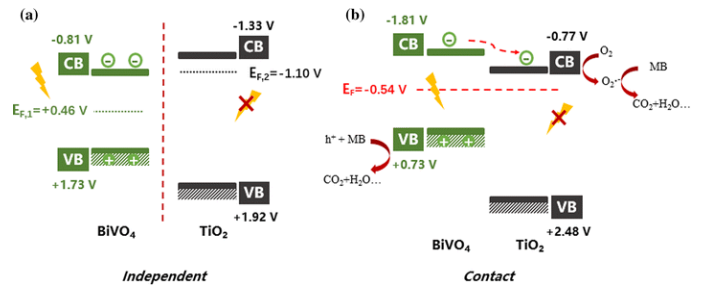 (a)
-0.81 V
CB
E_F,1=+0.46 V
VB
+1.73 V
BiVO₄
-1.33 V
CB
E_F,2=-1.10 V
VB
+1.92 V
TiO₂
Independent
(b)
-1.81 V
CB
-0.77 V
CB
O₂
O₂·⁻
MB
CO₂+H₂O...
E_F=-0.54 V
h⁺ + MB
CO₂+H₂O...
VB
+0.73 V
VB
+2.48 V
BiVO₄
TiO₂
Contact